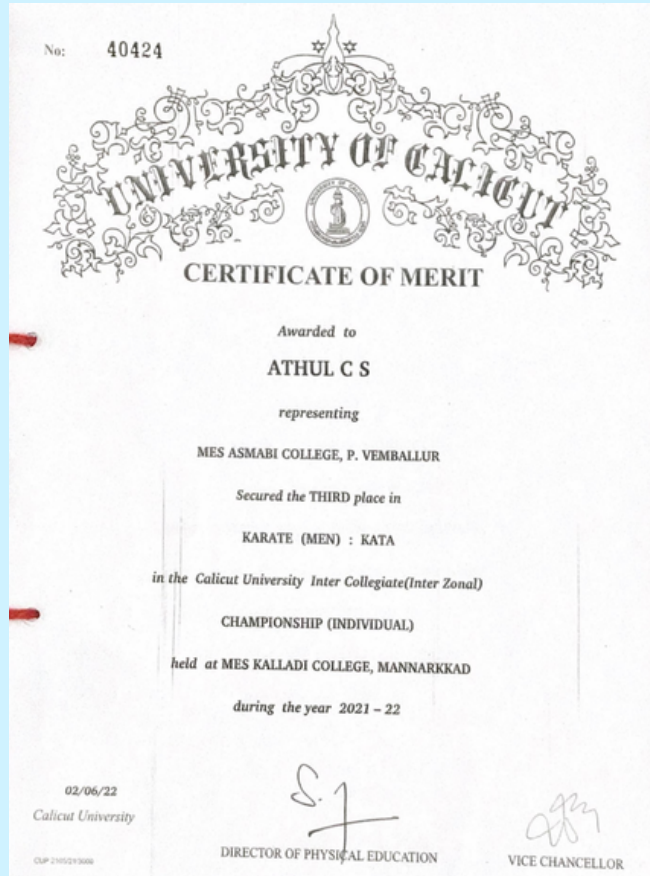 No: 40424
UNIVERSITY OF CALICUT
CERTIFICATE OF MERIT
Awarded to
ATHUL C S
representing
MES ASMABI COLLEGE, P. VEMBALLUR
Secured the THIRD place in
KARATE (MEN) : KATA
in the Calicut University Inter Collegiate(Inter Zonal)
CHAMPIONSHIP (INDIVIDUAL)
held at MES KALLADI COLLEGE, MANNARKKAD
during the year 2021 – 22
02/06/22
Calicut University
DIRECTOR OF PHYSICAL EDUCATION
VICE CHANCELLOR